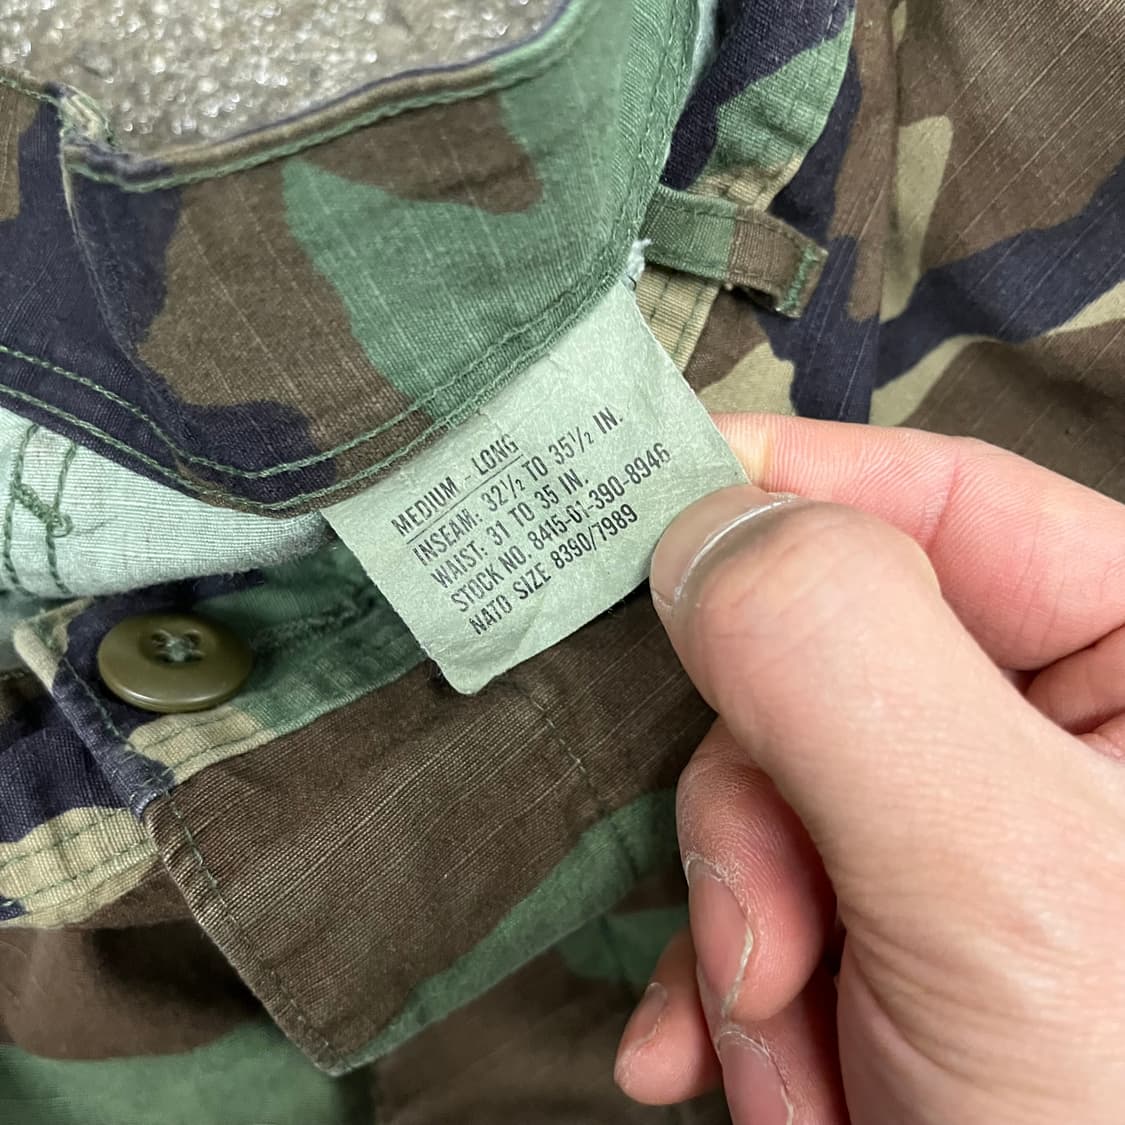 MEDIUM - LONG
INSEAM: 32½ TO 35½ IN.
WAIST: 31 TO 35 IN.
STOCK NO. 8415-01-390-8946
NATO SIZE 8390/7989